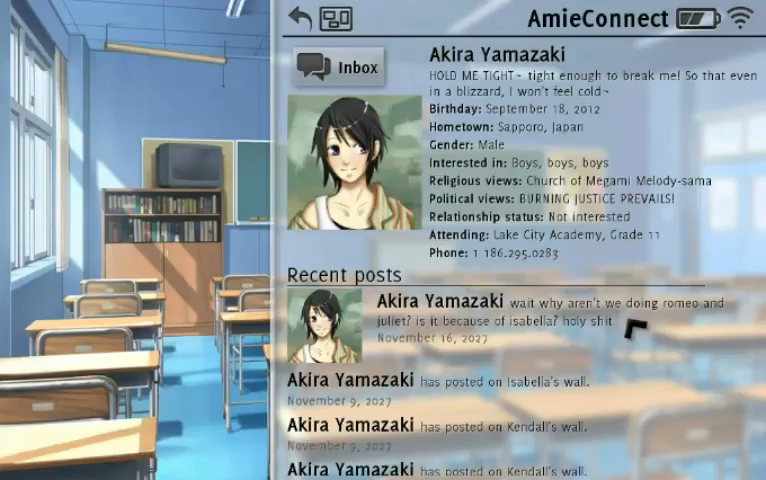 AmieConnect
Inbox
Akira Yamazaki
HOLD ME TIGHT~ tight enough to break me! So that even
in a blizzard, I won't feel cold~
Birthday: September 18, 2012
Hometown: Sapporo, Japan
Gender: Male
Interested in: Boys, boys, boys
Religious views: Church of Megami Melody-sama
Political views: BURNING JUSTICE PREVAILS!
Relationship status: Not interested
Attending: Lake City Academy, Grade 11
Phone: 1 186.295.0283
Recent posts
Akira Yamazaki wait why aren't we doing romeo and
juliet? is it because of isabella? holy shit
November 16, 2027
Akira Yamazaki has posted on Isabella's wall.
November 9, 2027
Akira Yamazaki has posted on Kendall's wall.
November 9, 2027
Akira Yamazaki has posted on Kendall's wall.